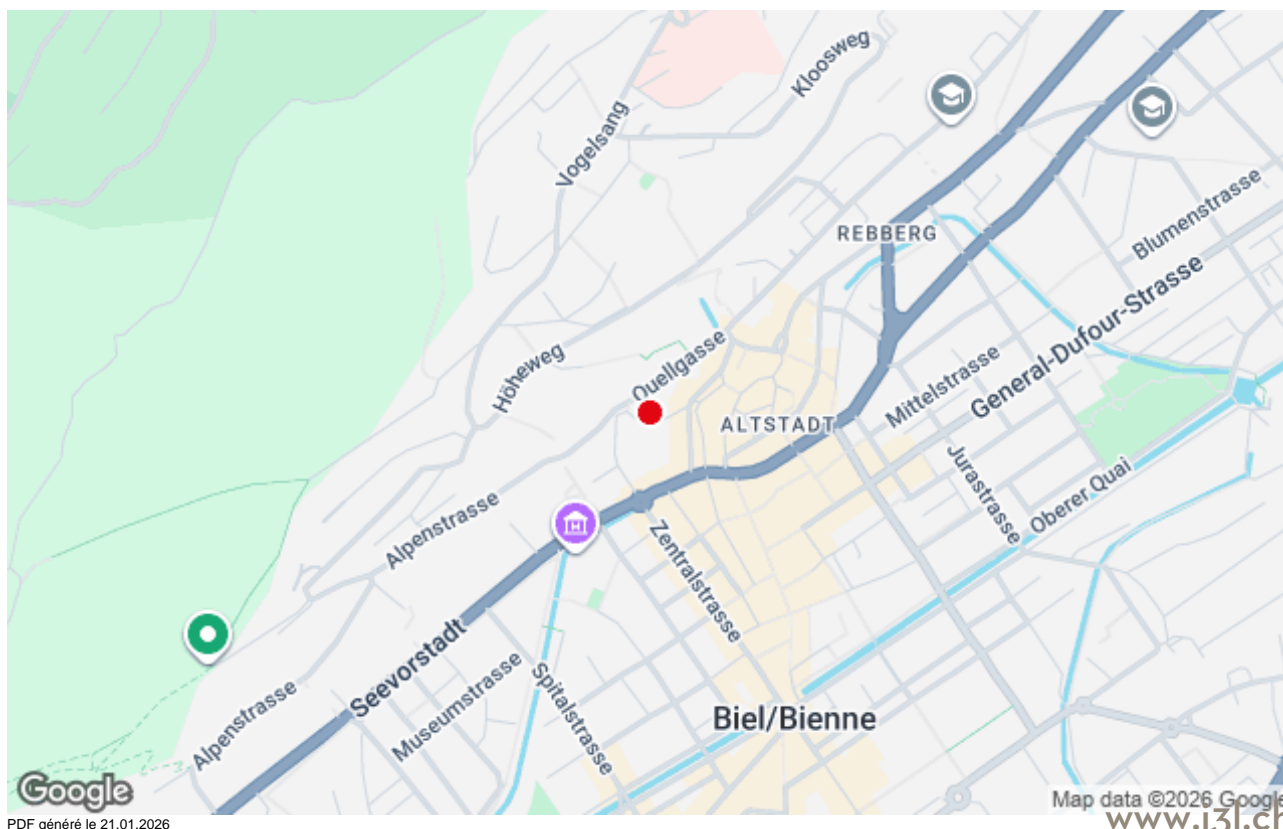 Kloosweg
Vogelsang
REBBERG
Blumenstrasse
General-Dufour-Strasse
Mittelstrasse
Höheweg
Quellgasse
ALTSTADT
Jurastrasse
Oberer Quai
Alpenstrasse
Zentralstrasse
Seevorstadt
Museumstrasse
Spitalstrasse
Alpenstrasse
Biel/Bienne
Google
Map data ©2026 Google
www.j3l.ch
PDF généré le 21.01.2026